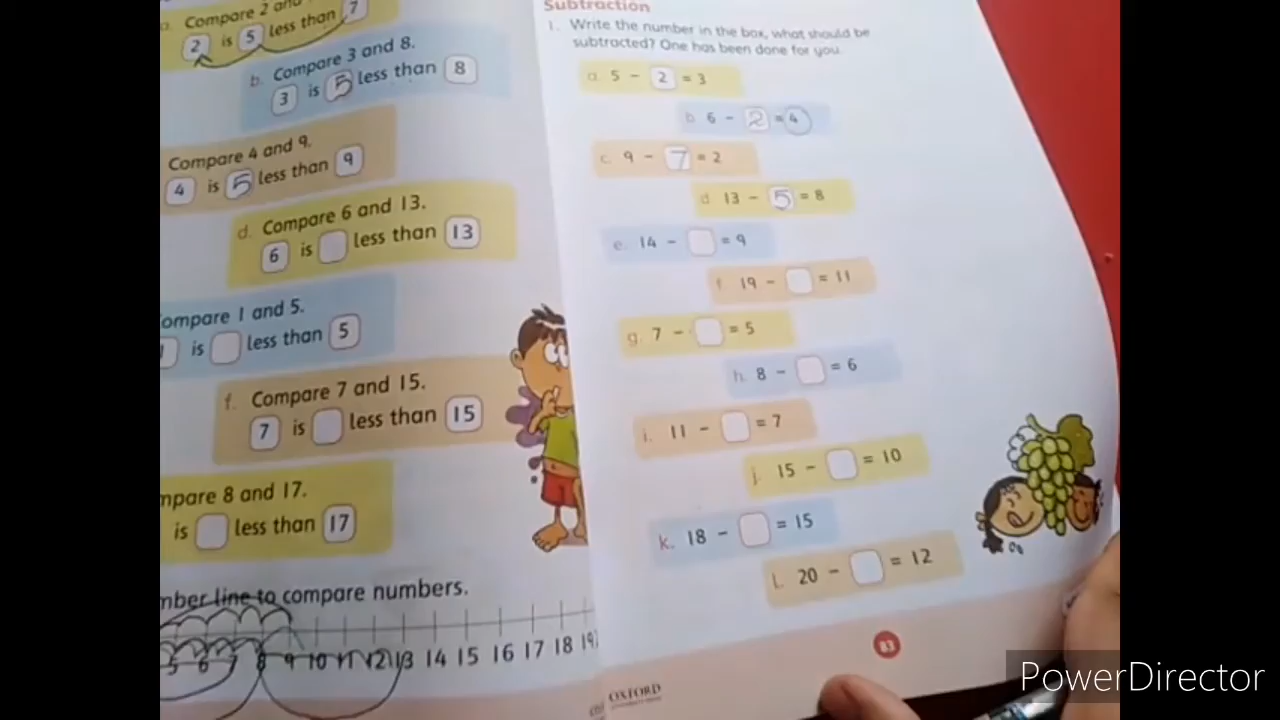 Compare 2 and 7
2 is 5 less than
b. Compare 3 and 8.
3 is 5 less than 8
Compare 4 and 9.
4 is 5 less than 9
d. Compare 6 and 13.
6 is less than 13
ompare 1 and 5.
is less than 5
f. Compare 7 and 15.
7 is less than 15
mpare 8 and 17.
is less than 17
mber line to compare numbers.
5 6 7 8 9 10 11 12 13 14 15 16 17 18 19
Subtraction
1. Write the number in the box, what should be
subtracted? One has been done for you.
a. 5 - 2 = 3
b. 6 - 2 = 4
c. 9 - 7 = 2
d. 13 - 5 = 8
e. 14 - = 9
f. 19 - = 11
g. 7 - = 5
h. 8 - = 6
i. 11 - = 7
j. 15 - = 10
k. 18 - = 15
l. 20 - = 12
83
OXFORD
PowerDirector